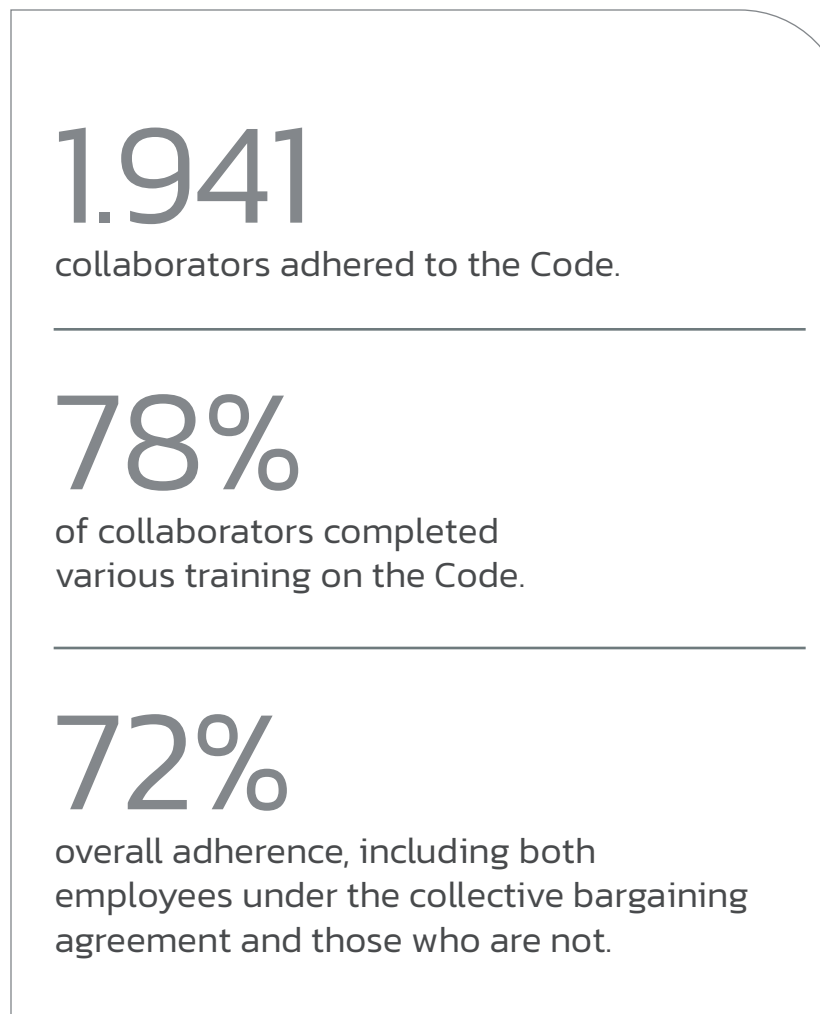 1.941
collaborators adhered to the Code.
78%
of collaborators completed
various training on the Code.
72%
overall adherence, including both
employees under the collective bargaining
agreement and those who are not.